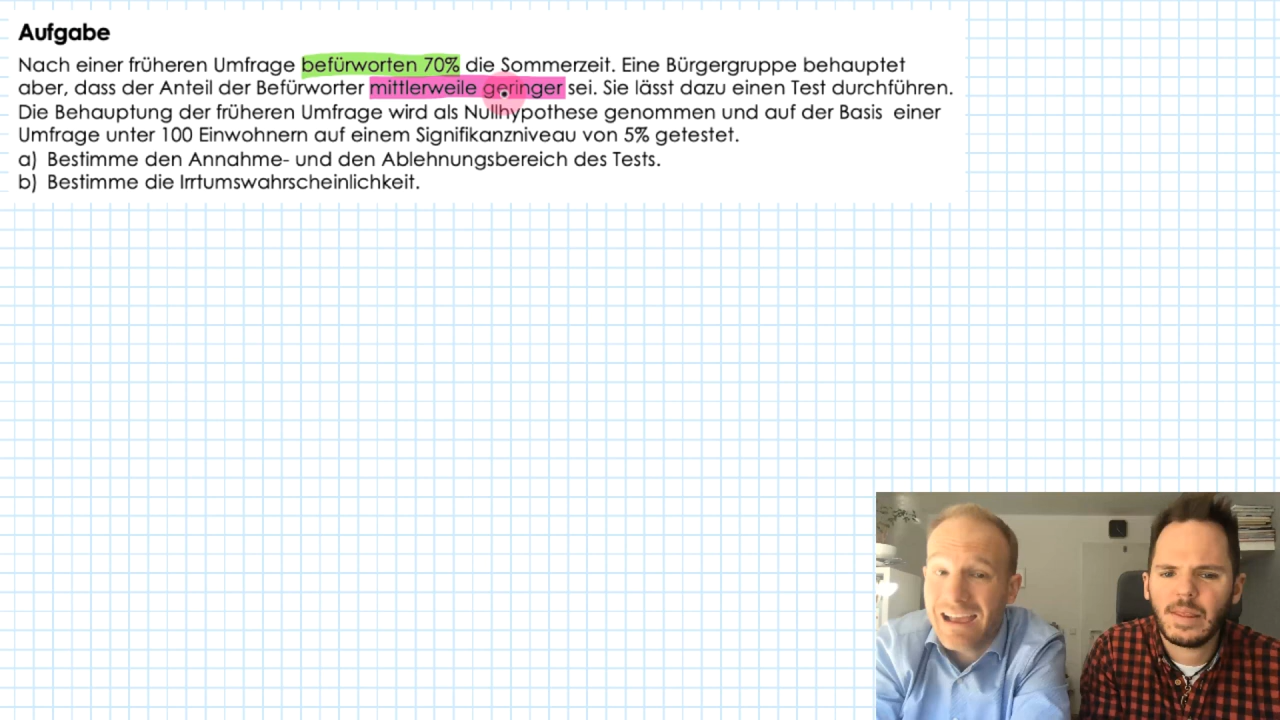 Aufgabe
Nach einer früheren Umfrage befürworten 70% die Sommerzeit. Eine Bürgergruppe behauptet
aber, dass der Anteil der Befürworter mittlerweile geringer sei. Sie lässt dazu einen Test durchführen.
Die Behauptung der früheren Umfrage wird als Nullhypothese genommen und auf der Basis einer
Umfrage unter 100 Einwohnern auf einem Signifikanzniveau von 5% getestet.
a) Bestimme den Annahme- und den Ablehnungsbereich des Tests.
b) Bestimme die Irrtumswahrscheinlichkeit.